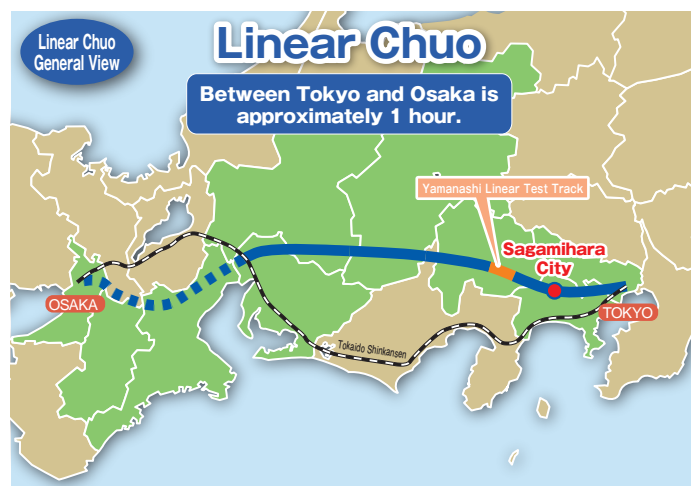 Linear Chuo
General View
Linear Chuo
Between Tokyo and Osaka is
approximately 1 hour.
Yamanashi Linear Test Track
Sagamihara
City
OSAKA
TOKYO
Tokaido Shinkansen